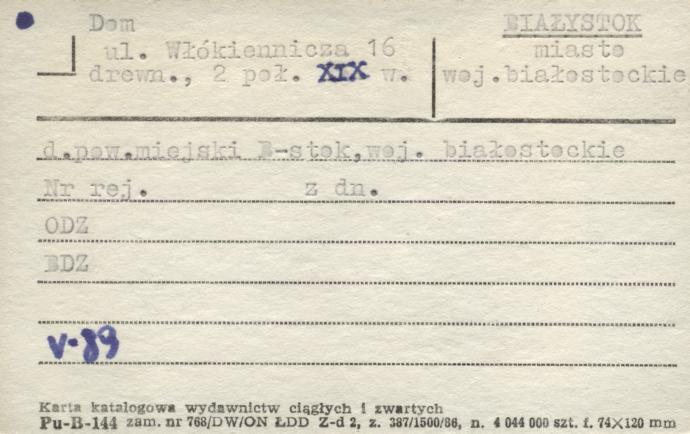 Dom
ul. Włókiennicza 16
drewn., 2 poł. XIX w.
BIAŁYSTOK
miasto
woj.białostockie
d.pow.miejski B-stok,woj. białostockie
Nr rej. z dn.
ODZ
BDZ
V-89
Karta katalogowa wydawnictw ciągłych i zwartych
Pu-B-144 zam. nr 768/DW/ON ŁDD Z-d 2, z. 387/1500/86, n. 4 044 000 szt. f. 74×120 mm